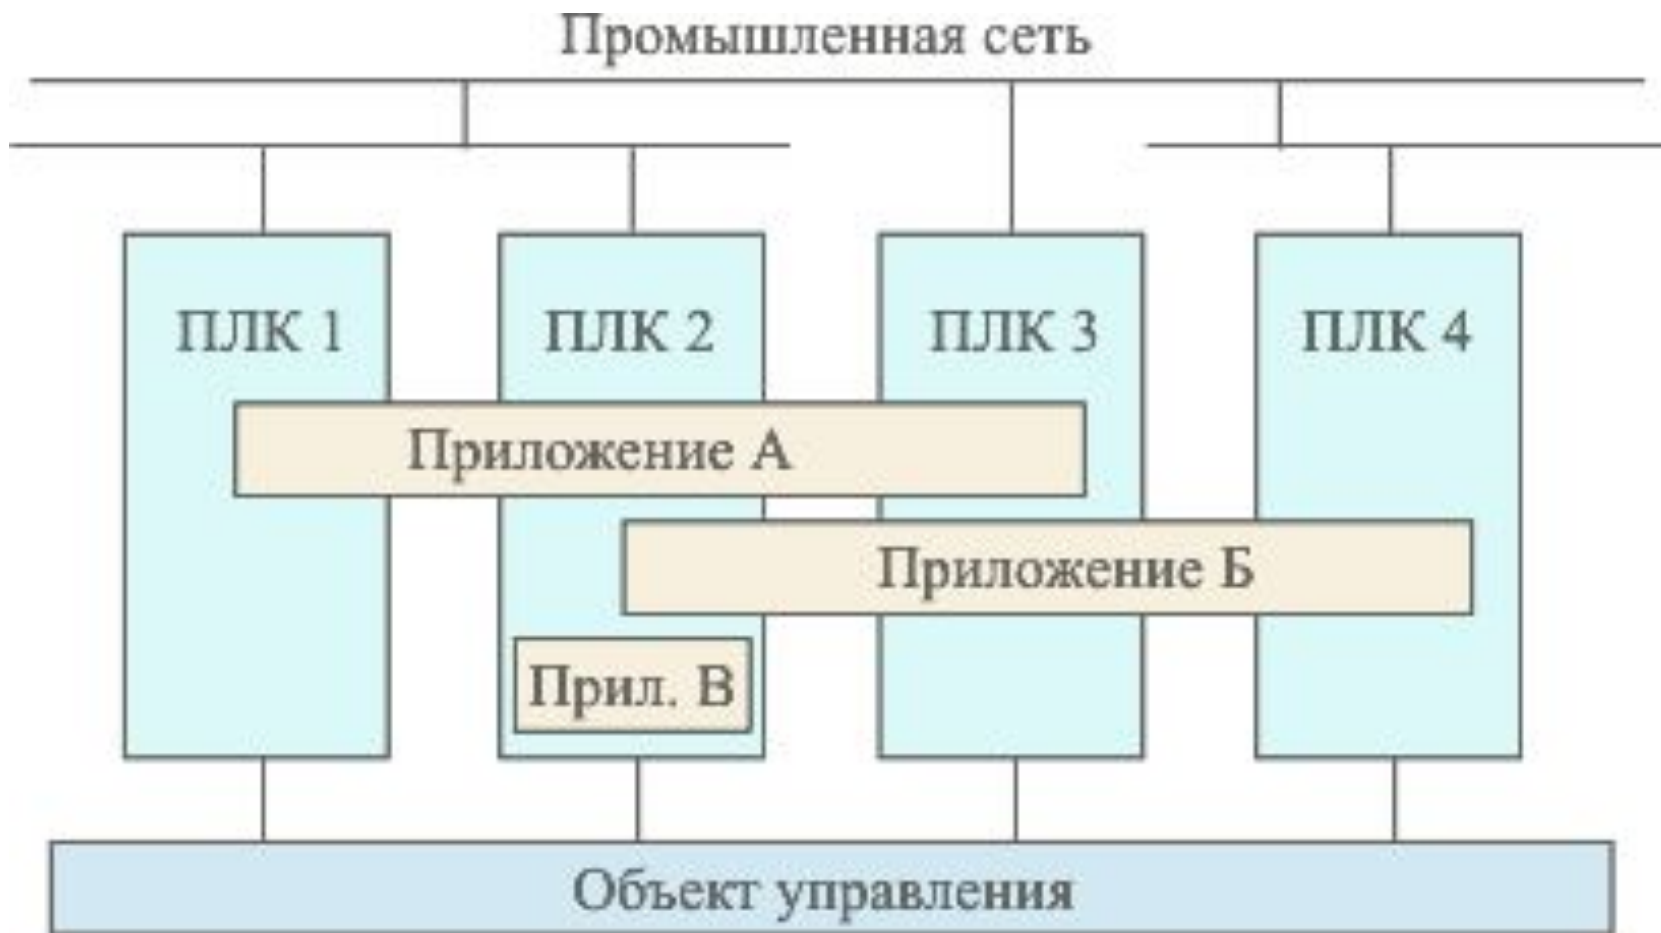 Промышленная сеть
ПЛК 1
ПЛК 2
ПЛК 3
ПЛК 4
Приложение А
Приложение Б
Прил. В
Объект управления